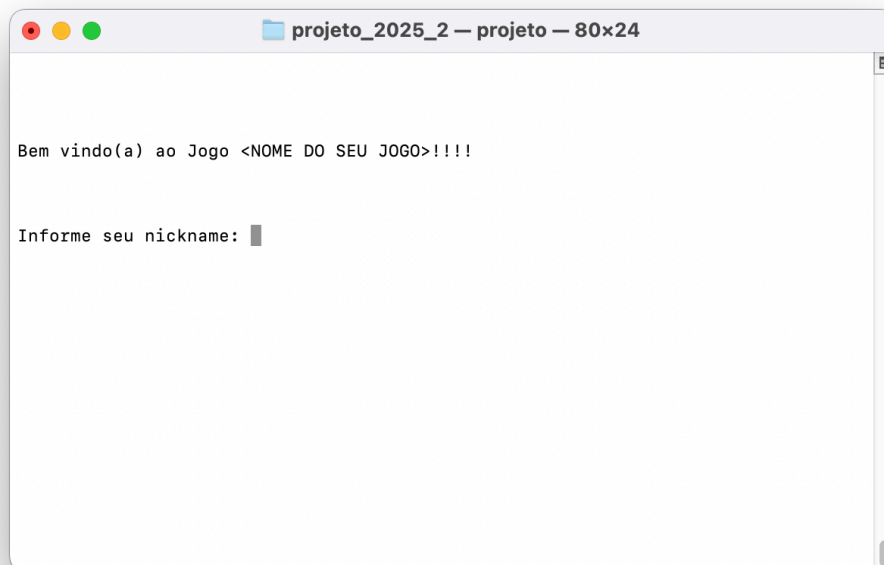 projeto_2025_2 — projeto — 80×24
Bem vindo(a) ao Jogo <NOME DO SEU JOGO>!!!!
Informe seu nickname: